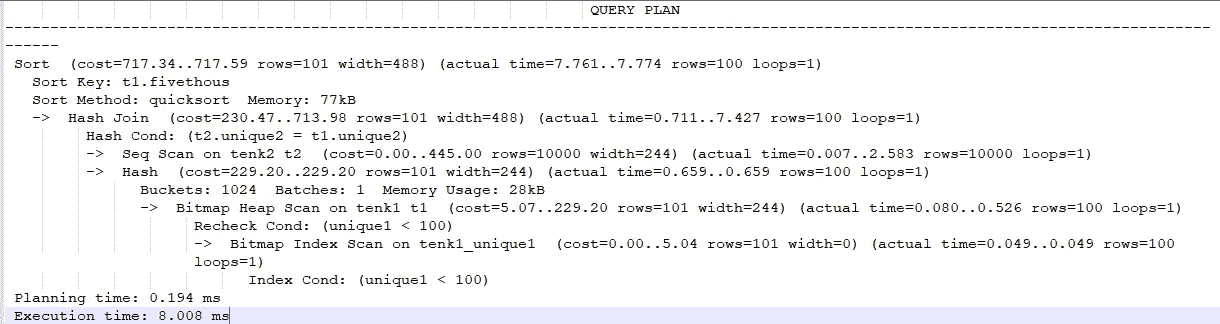 QUERY PLAN
-----------------------------------------------------------------------------------------------------------------------------------
------
Sort (cost=717.34..717.59 rows=101 width=488) (actual time=7.761..7.774 rows=100 loops=1)
Sort Key: t1.fivethous
Sort Method: quicksort Memory: 77kB
-> Hash Join (cost=230.47..713.98 rows=101 width=488) (actual time=0.711..7.427 rows=100 loops=1)
Hash Cond: (t2.unique2 = t1.unique2)
-> Seq Scan on tenk2 t2 (cost=0.00..445.00 rows=10000 width=244) (actual time=0.007..2.583 rows=10000 loops=1)
-> Hash (cost=229.20..229.20 rows=101 width=244) (actual time=0.659..0.659 rows=100 loops=1)
Buckets: 1024 Batches: 1 Memory Usage: 28kB
-> Bitmap Heap Scan on tenk1 t1 (cost=5.07..229.20 rows=101 width=244) (actual time=0.080..0.526 rows=100 loops=1)
Recheck Cond: (unique1 < 100)
-> Bitmap Index Scan on tenk1_unique1 (cost=0.00..5.04 rows=101 width=0) (actual time=0.049..0.049 rows=100
loops=1)
Index Cond: (unique1 < 100)
Planning time: 0.194 ms
Execution time: 8.008 ms